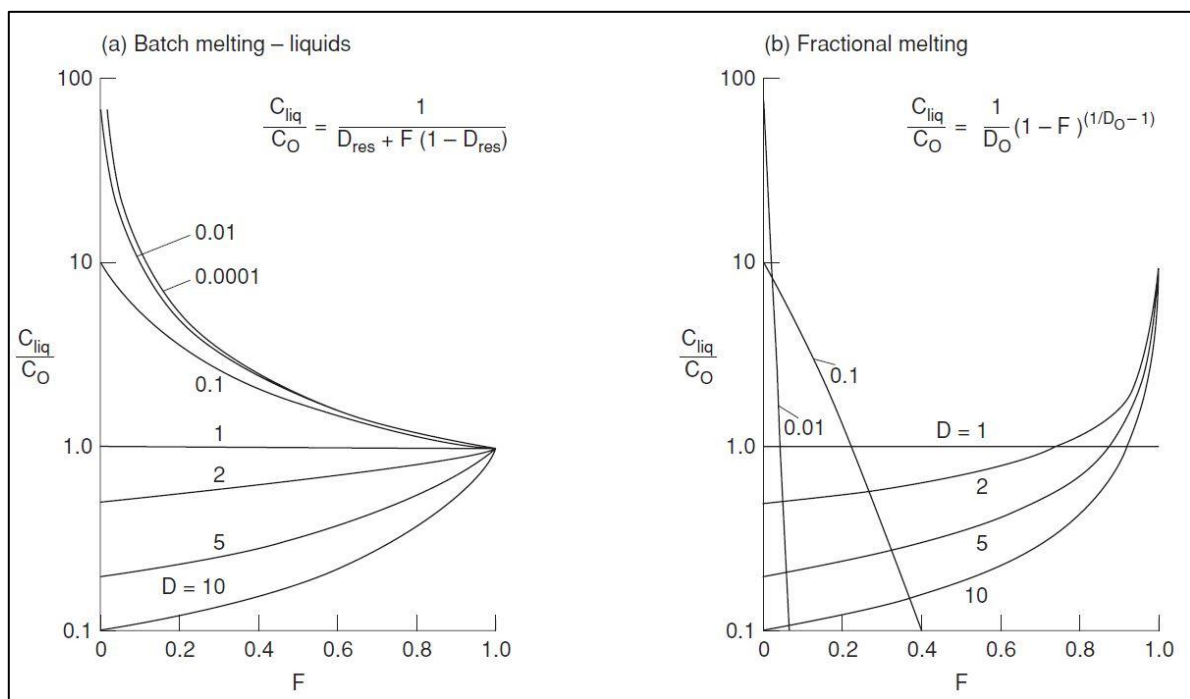 (a) Batch melting – liquids
100
10
1.0
0.1
C_liq
C_O
C_liq/C_O = 1/(D_res + F (1 – D_res))
0.01
0.0001
0.1
1
2
5
D = 10
0 0.2 0.4 0.6 0.8 1.0
F
(b) Fractional melting
100
10
1.0
0.1
C_liq
C_O
C_liq/C_O = 1/D_O (1 – F)^(1/D_O – 1)
0.1
0.01
D = 1
2
5
10
0 0.2 0.4 0.6 0.8 1.0
F